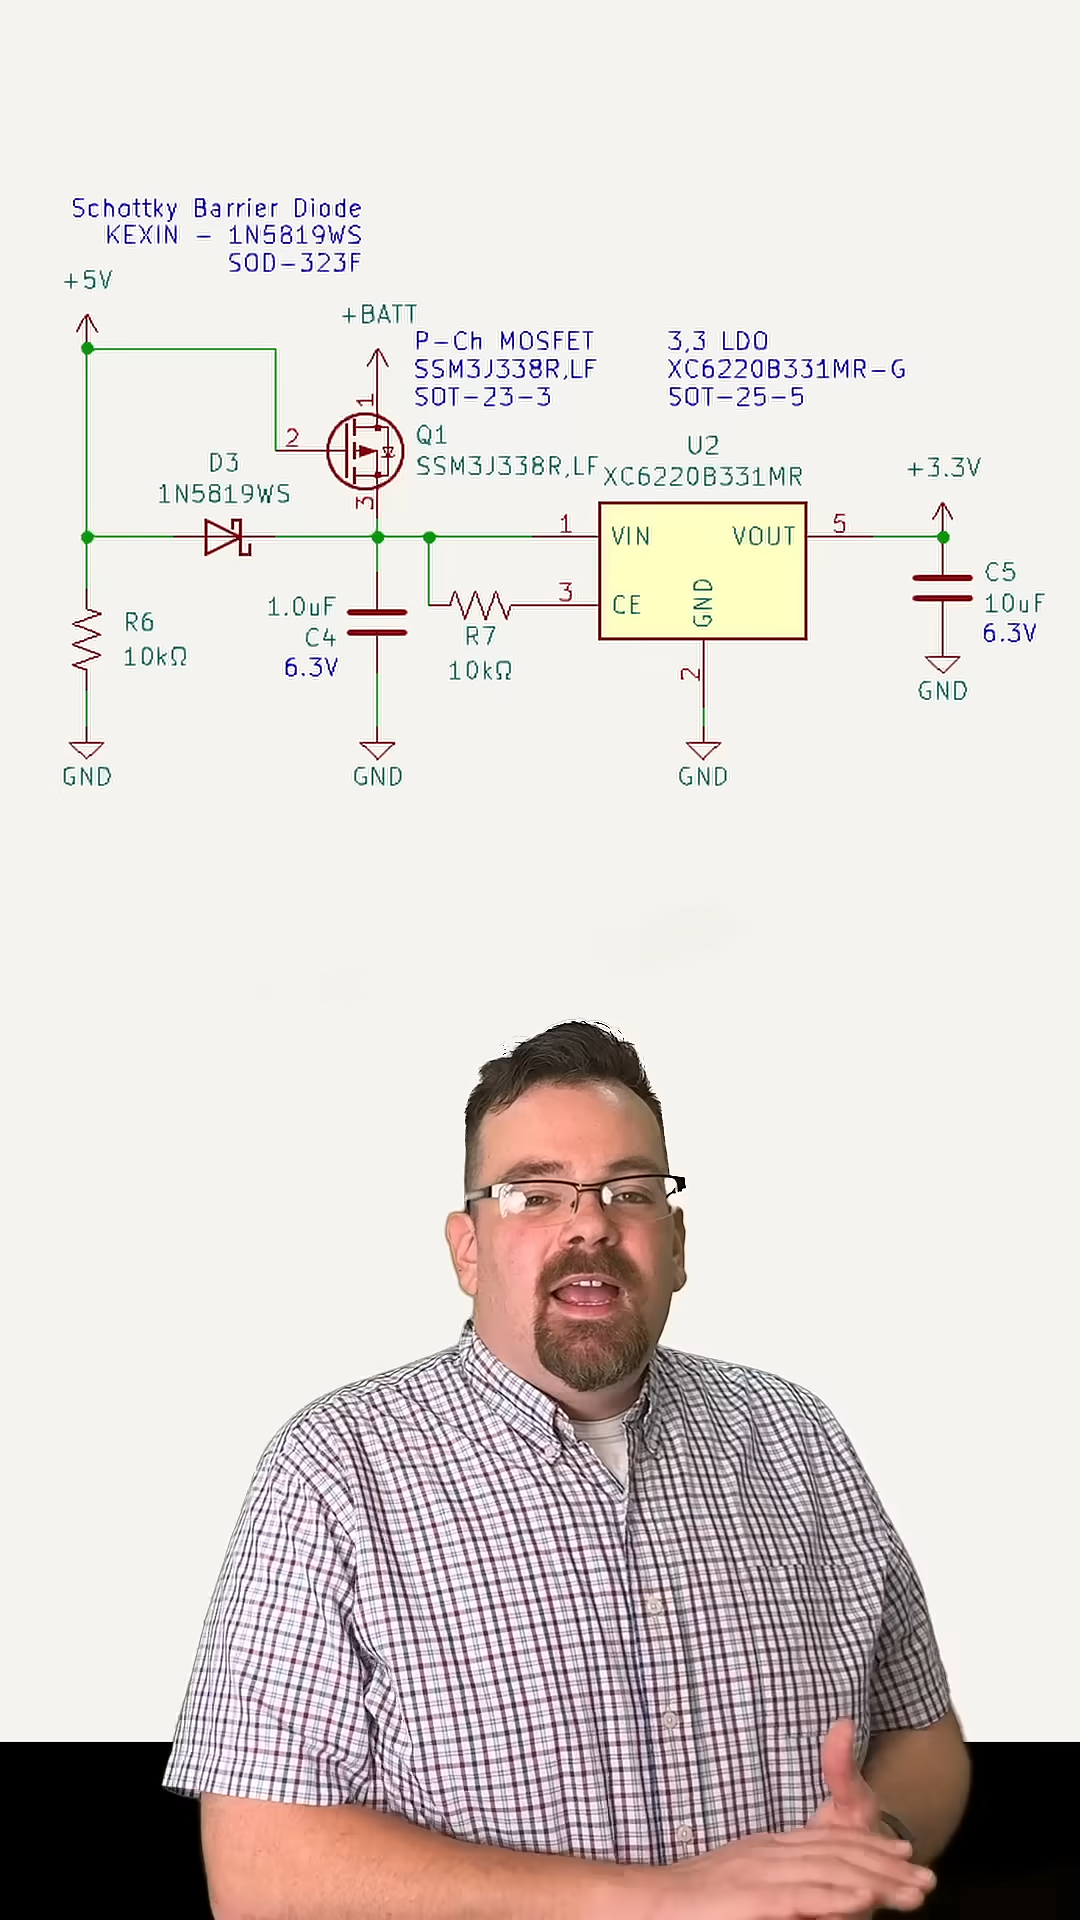 Schottky Barrier Diode
KEXIN - 1N5819WS
SOD-323F
+5V
+BATT
P-Ch MOSFET
SSM3J338R,LF
SOT-23-3
3,3 LDO
XC6220B331MR-G
SOT-25-5
1
2
3
Q1
SSM3J338R,LF
D3
1N5819WS
U2
XC6220B331MR
+3.3V
1
VIN
VOUT
5
3
CE
GND
2
R6
10kΩ
1.0uF
C4
6.3V
R7
10kΩ
C5
10uF
6.3V
GND
GND
GND
GND